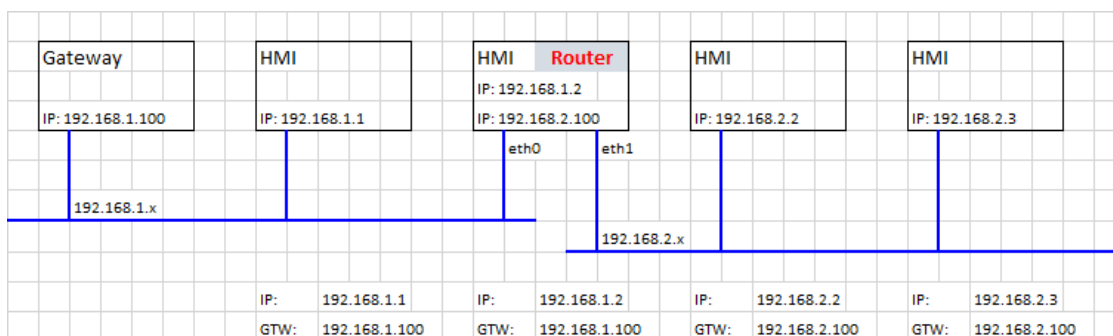 Gateway HMI HMI Router HMI HMI
IP: 192.168.1.2
IP: 192.168.1.100 IP: 192.168.1.1 IP: 192.168.2.100 IP: 192.168.2.2 IP: 192.168.2.3
eth0 eth1
192.168.1.x
192.168.2.x
IP: 192.168.1.1 IP: 192.168.1.2 IP: 192.168.2.2 IP: 192.168.2.3
GTW: 192.168.1.100 GTW: 192.168.1.100 GTW: 192.168.2.100 GTW: 192.168.2.100